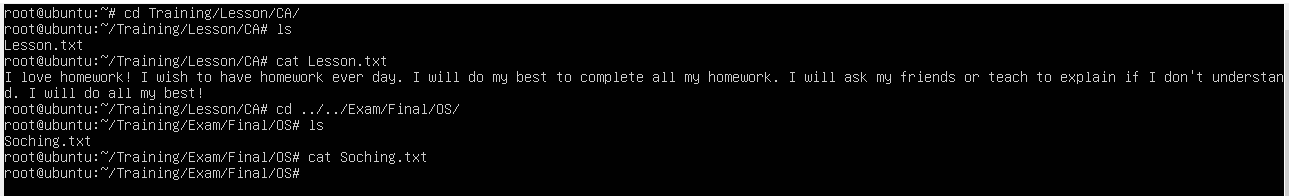 root@ubuntu:~# cd Training/Lesson/CA/
root@ubuntu:~/Training/Lesson/CA# ls
Lesson.txt
root@ubuntu:~/Training/Lesson/CA# cat Lesson.txt
I love homework! I wish to have homework ever day. I will do my best to complete all my homework. I will ask my friends or teach to explain if I don't understan
d. I will do all my best!
root@ubuntu:~/Training/Lesson/CA# cd ../../Exam/Final/OS/
root@ubuntu:~/Training/Exam/Final/OS# ls
Soching.txt
root@ubuntu:~/Training/Exam/Final/OS# cat Soching.txt
root@ubuntu:~/Training/Exam/Final/OS#